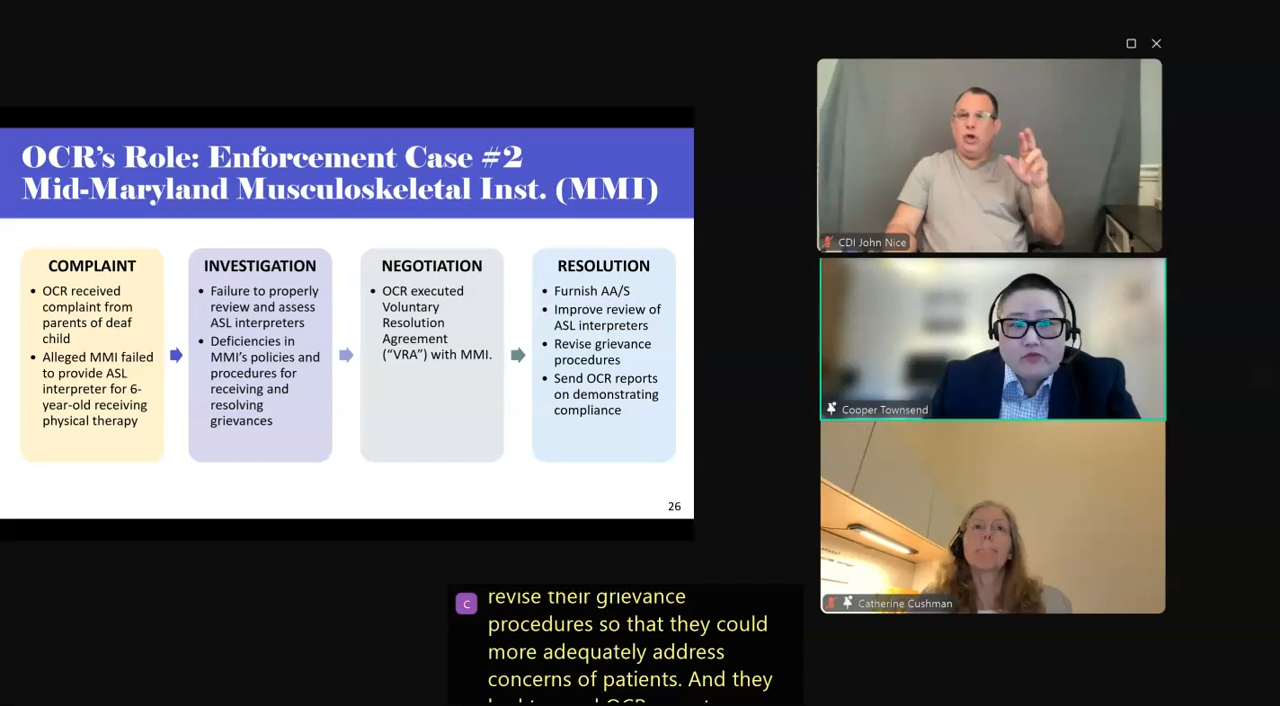 OCR's Role: Enforcement Case #2
Mid-Maryland Musculoskeletal Inst. (MMI)
COMPLAINT
• OCR received
complaint from
parents of deaf
child
• Alleged MMI failed
to provide ASL
interpreter for 6-
year-old receiving
physical therapy
INVESTIGATION
• Failure to properly
review and assess
ASL interpreters
• Deficiencies in
MMI's policies and
procedures for
receiving and
resolving
grievances
NEGOTIATION
• OCR executed
Voluntary
Resolution
Agreement
("VRA") with MMI.
RESOLUTION
• Furnish AA/S
• Improve review of
ASL interpreters
• Revise grievance
procedures
• Send OCR reports
on demonstrating
compliance
26
CDI John Nice
Cooper Townsend
Catherine Cushman
C
revise their grievance
procedures so that they could
more adequately address
concerns of patients. And they